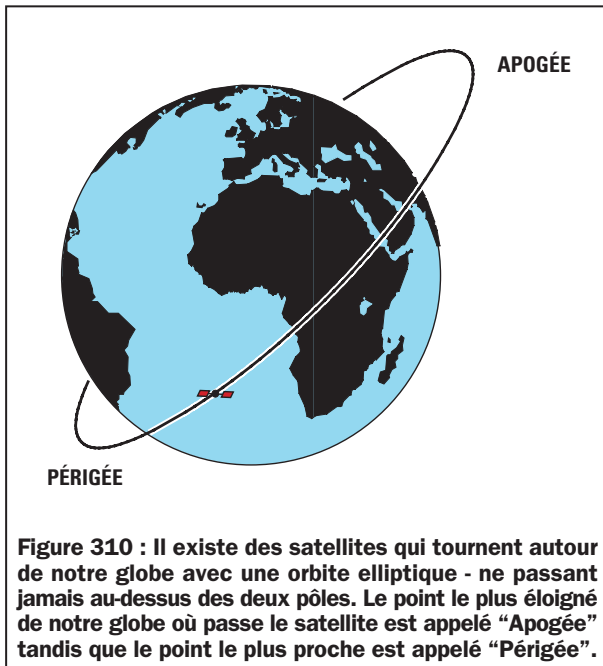 APOGÉE
PÉRIGÉE
Figure 310 : Il existe des satellites qui tournent autour
de notre globe avec une orbite elliptique - ne passant
jamais au-dessus des deux pôles. Le point le plus éloigné
de notre globe où passe le satellite est appelé “Apogée”
tandis que le point le plus proche est appelé “Périgée”.